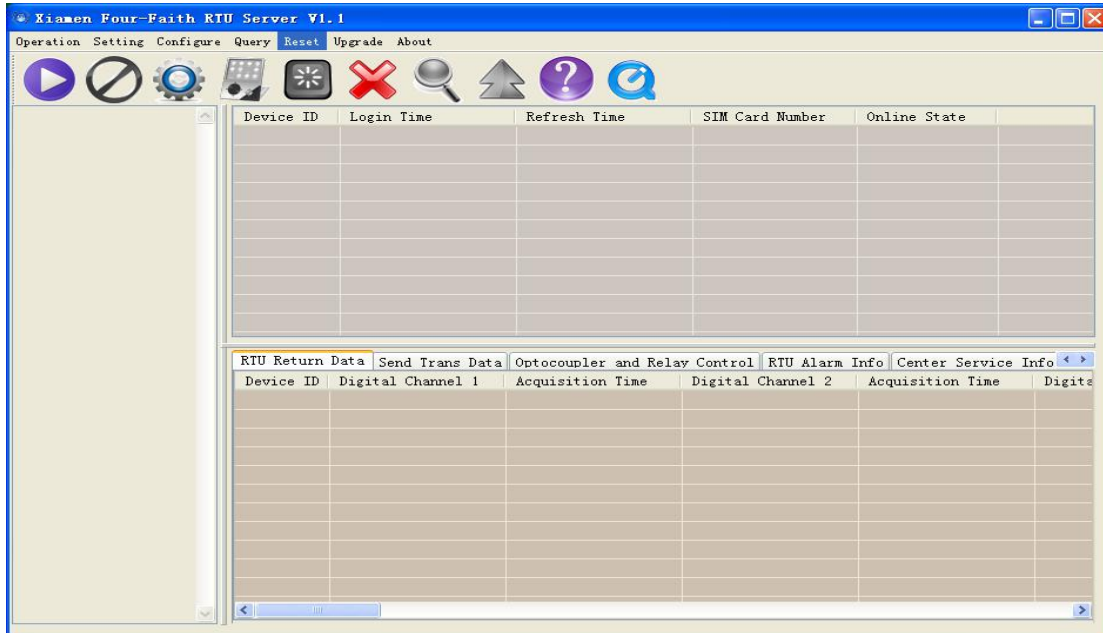 Xiamen Four-Faith RTU Server V1.1
Operation Setting Configure Query Reset Upgrade About
Device ID Login Time Refresh Time SIM Card Number Online State
RTU Return Data Send Trans Data Optocoupler and Relay Control RTU Alarm Info Center Service Info
Device ID Digital Channel 1 Acquisition Time Digital Channel 2 Acquisition Time Digita